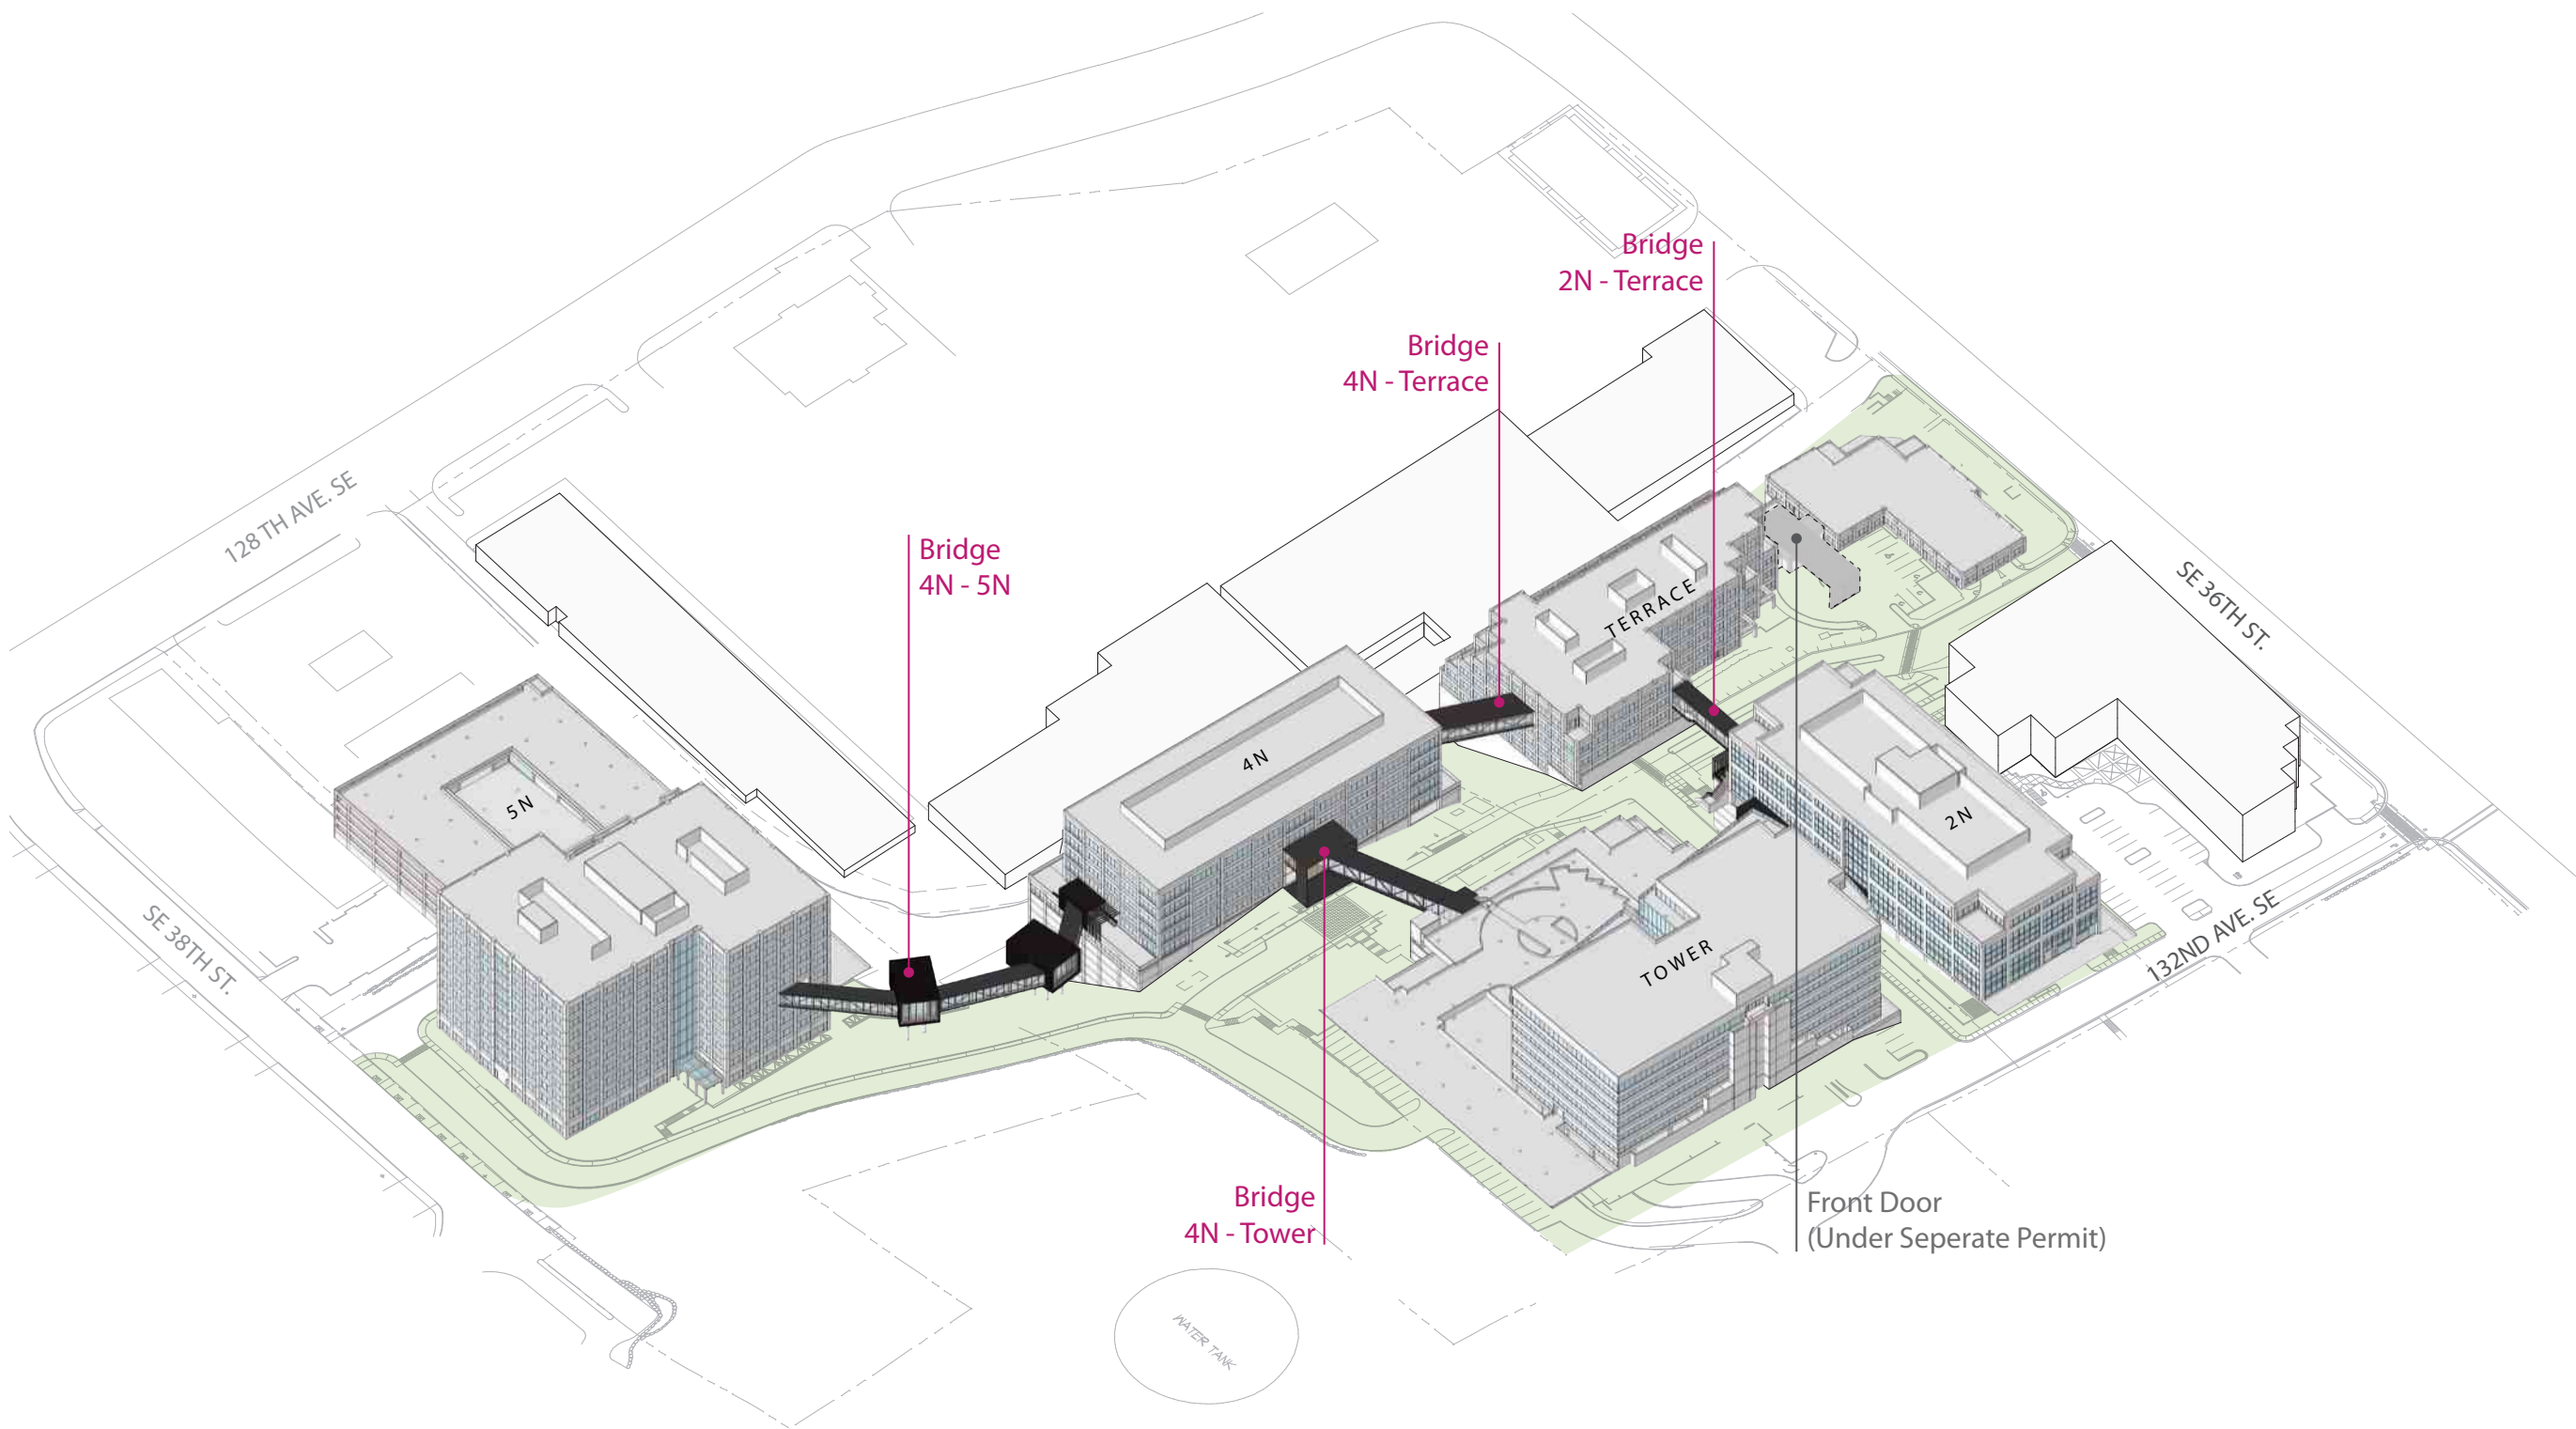 Bridge
2N - Terrace
Bridge
4N - Terrace
Bridge
4N - 5N
128 TH AVE. SE
SE 36TH ST.
TERRACE
4N
5N
2N
TOWER
SE 38TH ST.
132ND AVE. SE
Bridge
4N - Tower
Front Door
(Under Seperate Permit)
WATER TANK